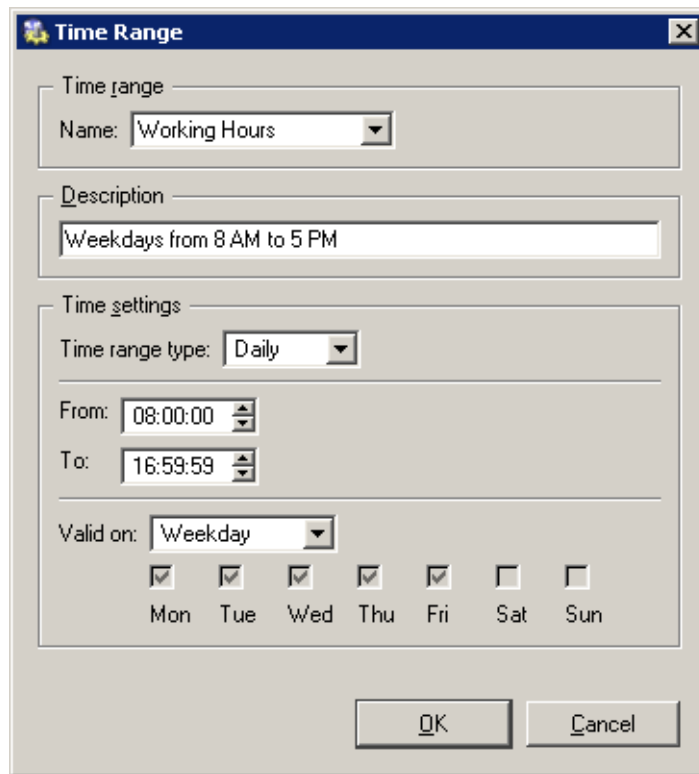 Time Range
Time range
Name: Working Hours
Description
Weekdays from 8 AM to 5 PM
Time settings
Time range type: Daily
From: 08:00:00
To: 16:59:59
Valid on: Weekday
Mon Tue Wed Thu Fri Sat Sun
OK Cancel